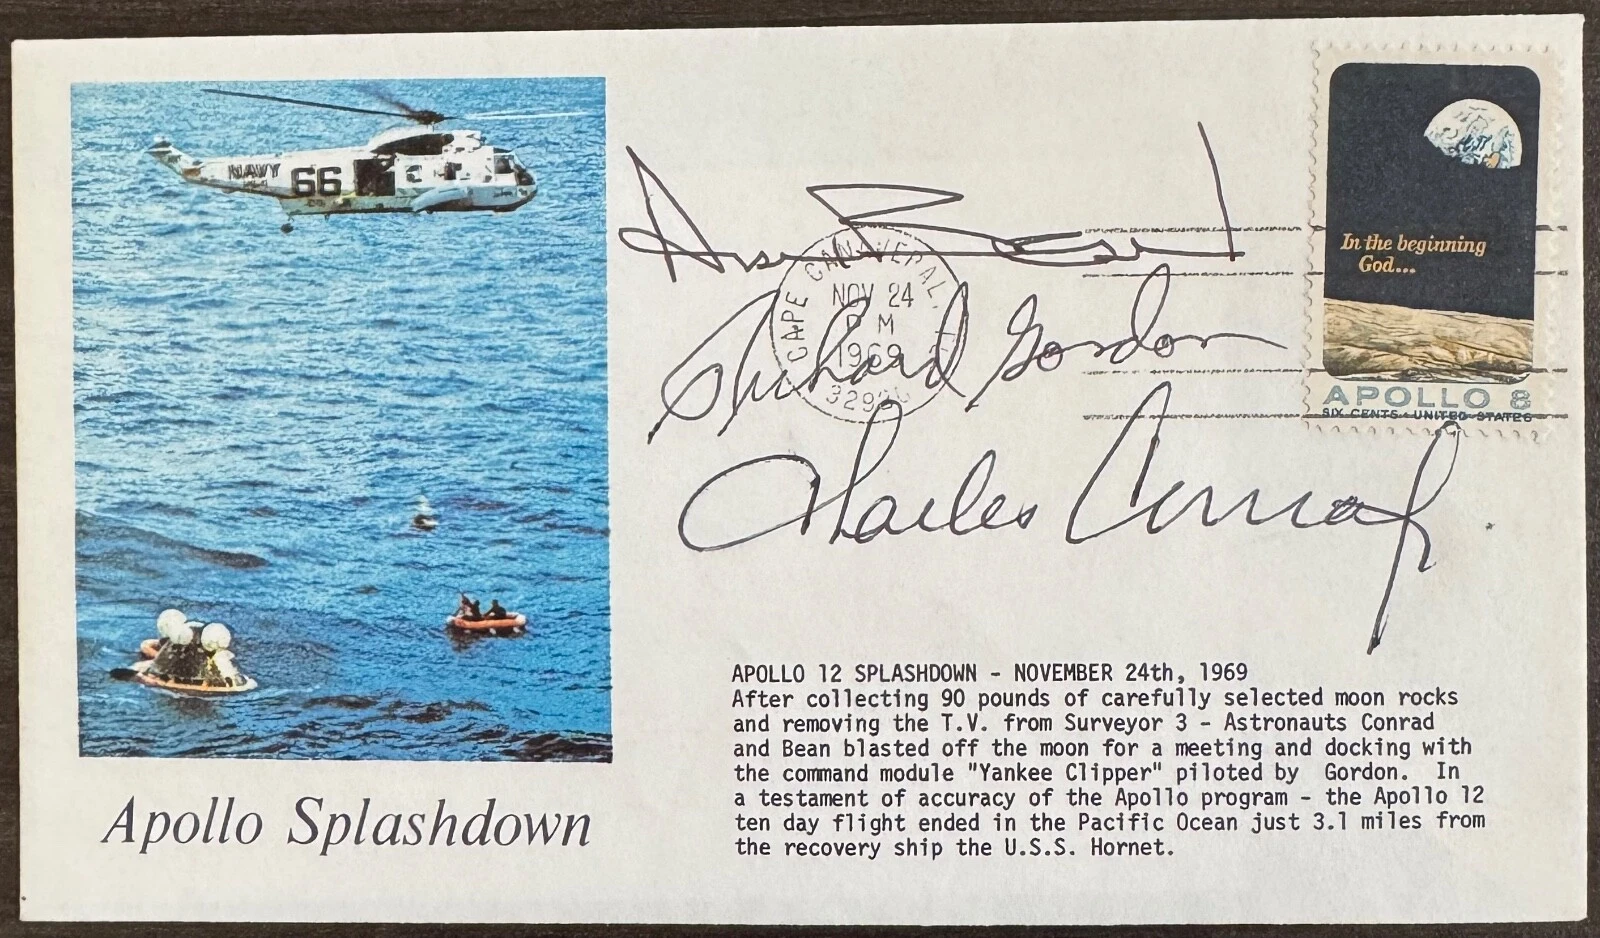 NAVY
66
CAPE CANAVERAL
NOV 24
PM
1969
In the beginning
God...
APOLLO 8
SIX CENTS · UNITED STATES
Richard Gordon
Charles Conrad
APOLLO 12 SPLASHDOWN - NOVEMBER 24th, 1969
After collecting 90 pounds of carefully selected moon rocks
and removing the T.V. from Surveyor 3 - Astronauts Conrad
and Bean blasted off the moon for a meeting and docking with
the command module "Yankee Clipper" piloted by Gordon. In
a testament of accuracy of the Apollo program - the Apollo 12
ten day flight ended in the Pacific Ocean just 3.1 miles from
the recovery ship the U.S.S. Hornet.
Apollo Splashdown